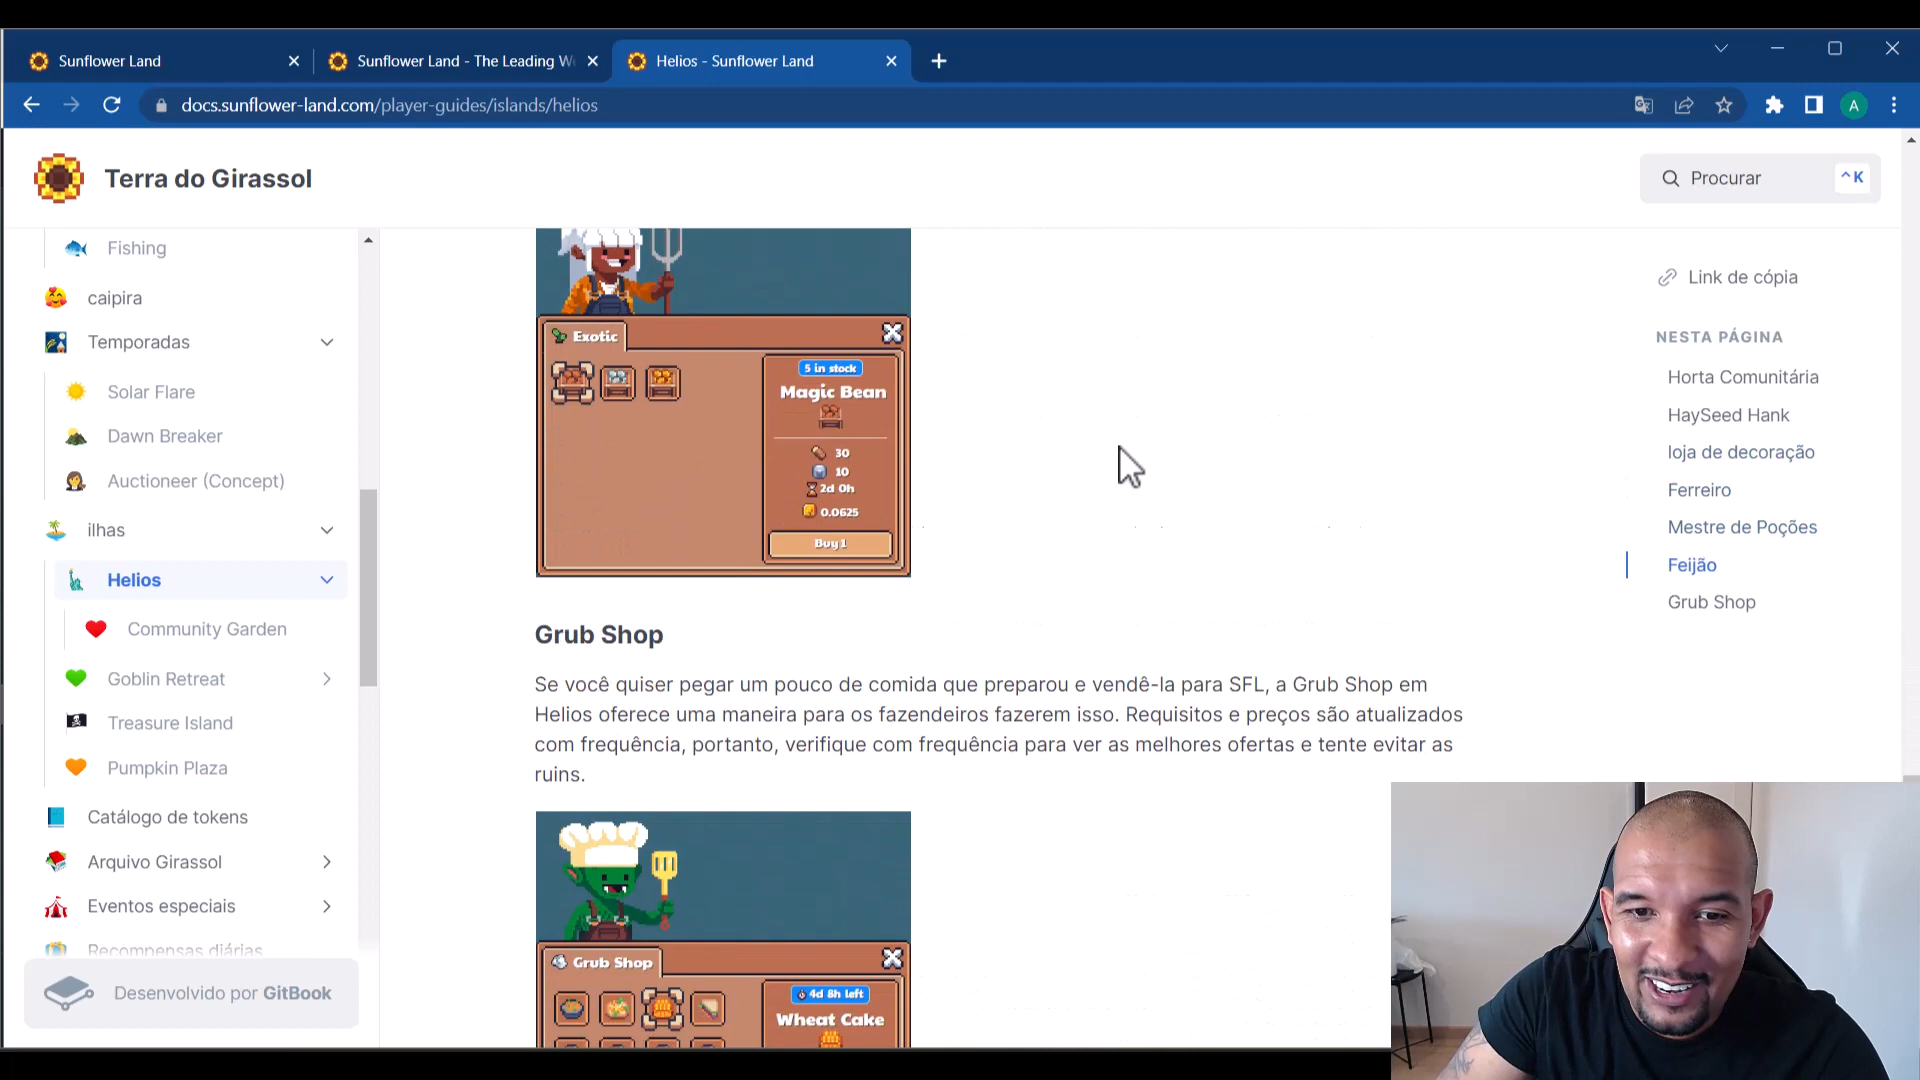 Sunflower Land
Sunflower Land - The Leading W
Helios - Sunflower Land
docs.sunflower-land.com/player-guides/islands/helios
A
Terra do Girassol
Procurar
^K
Fishing
caipira
Temporadas
Solar Flare
Dawn Breaker
Auctioneer (Concept)
ilhas
Helios
Community Garden
Goblin Retreat
Treasure Island
Pumpkin Plaza
Catálogo de tokens
Arquivo Girassol
Eventos especiais
Recompensas diárias
Desenvolvido por GitBook
Exotic
5 in stock
Magic Bean
30
10
2d 0h
0.0625
Buy 1
Grub Shop
Se você quiser pegar um pouco de comida que preparou e vendê-la para SFL, a Grub Shop em
Helios oferece uma maneira para os fazendeiros fazerem isso. Requisitos e preços são atualizados
com frequência, portanto, verifique com frequência para ver as melhores ofertas e tente evitar as
ruins.
Grub Shop
4d 8h left
Wheat Cake
Link de cópia
NESTA PÁGINA
Horta Comunitária
HaySeed Hank
loja de decoração
Ferreiro
Mestre de Poções
Feijão
Grub Shop